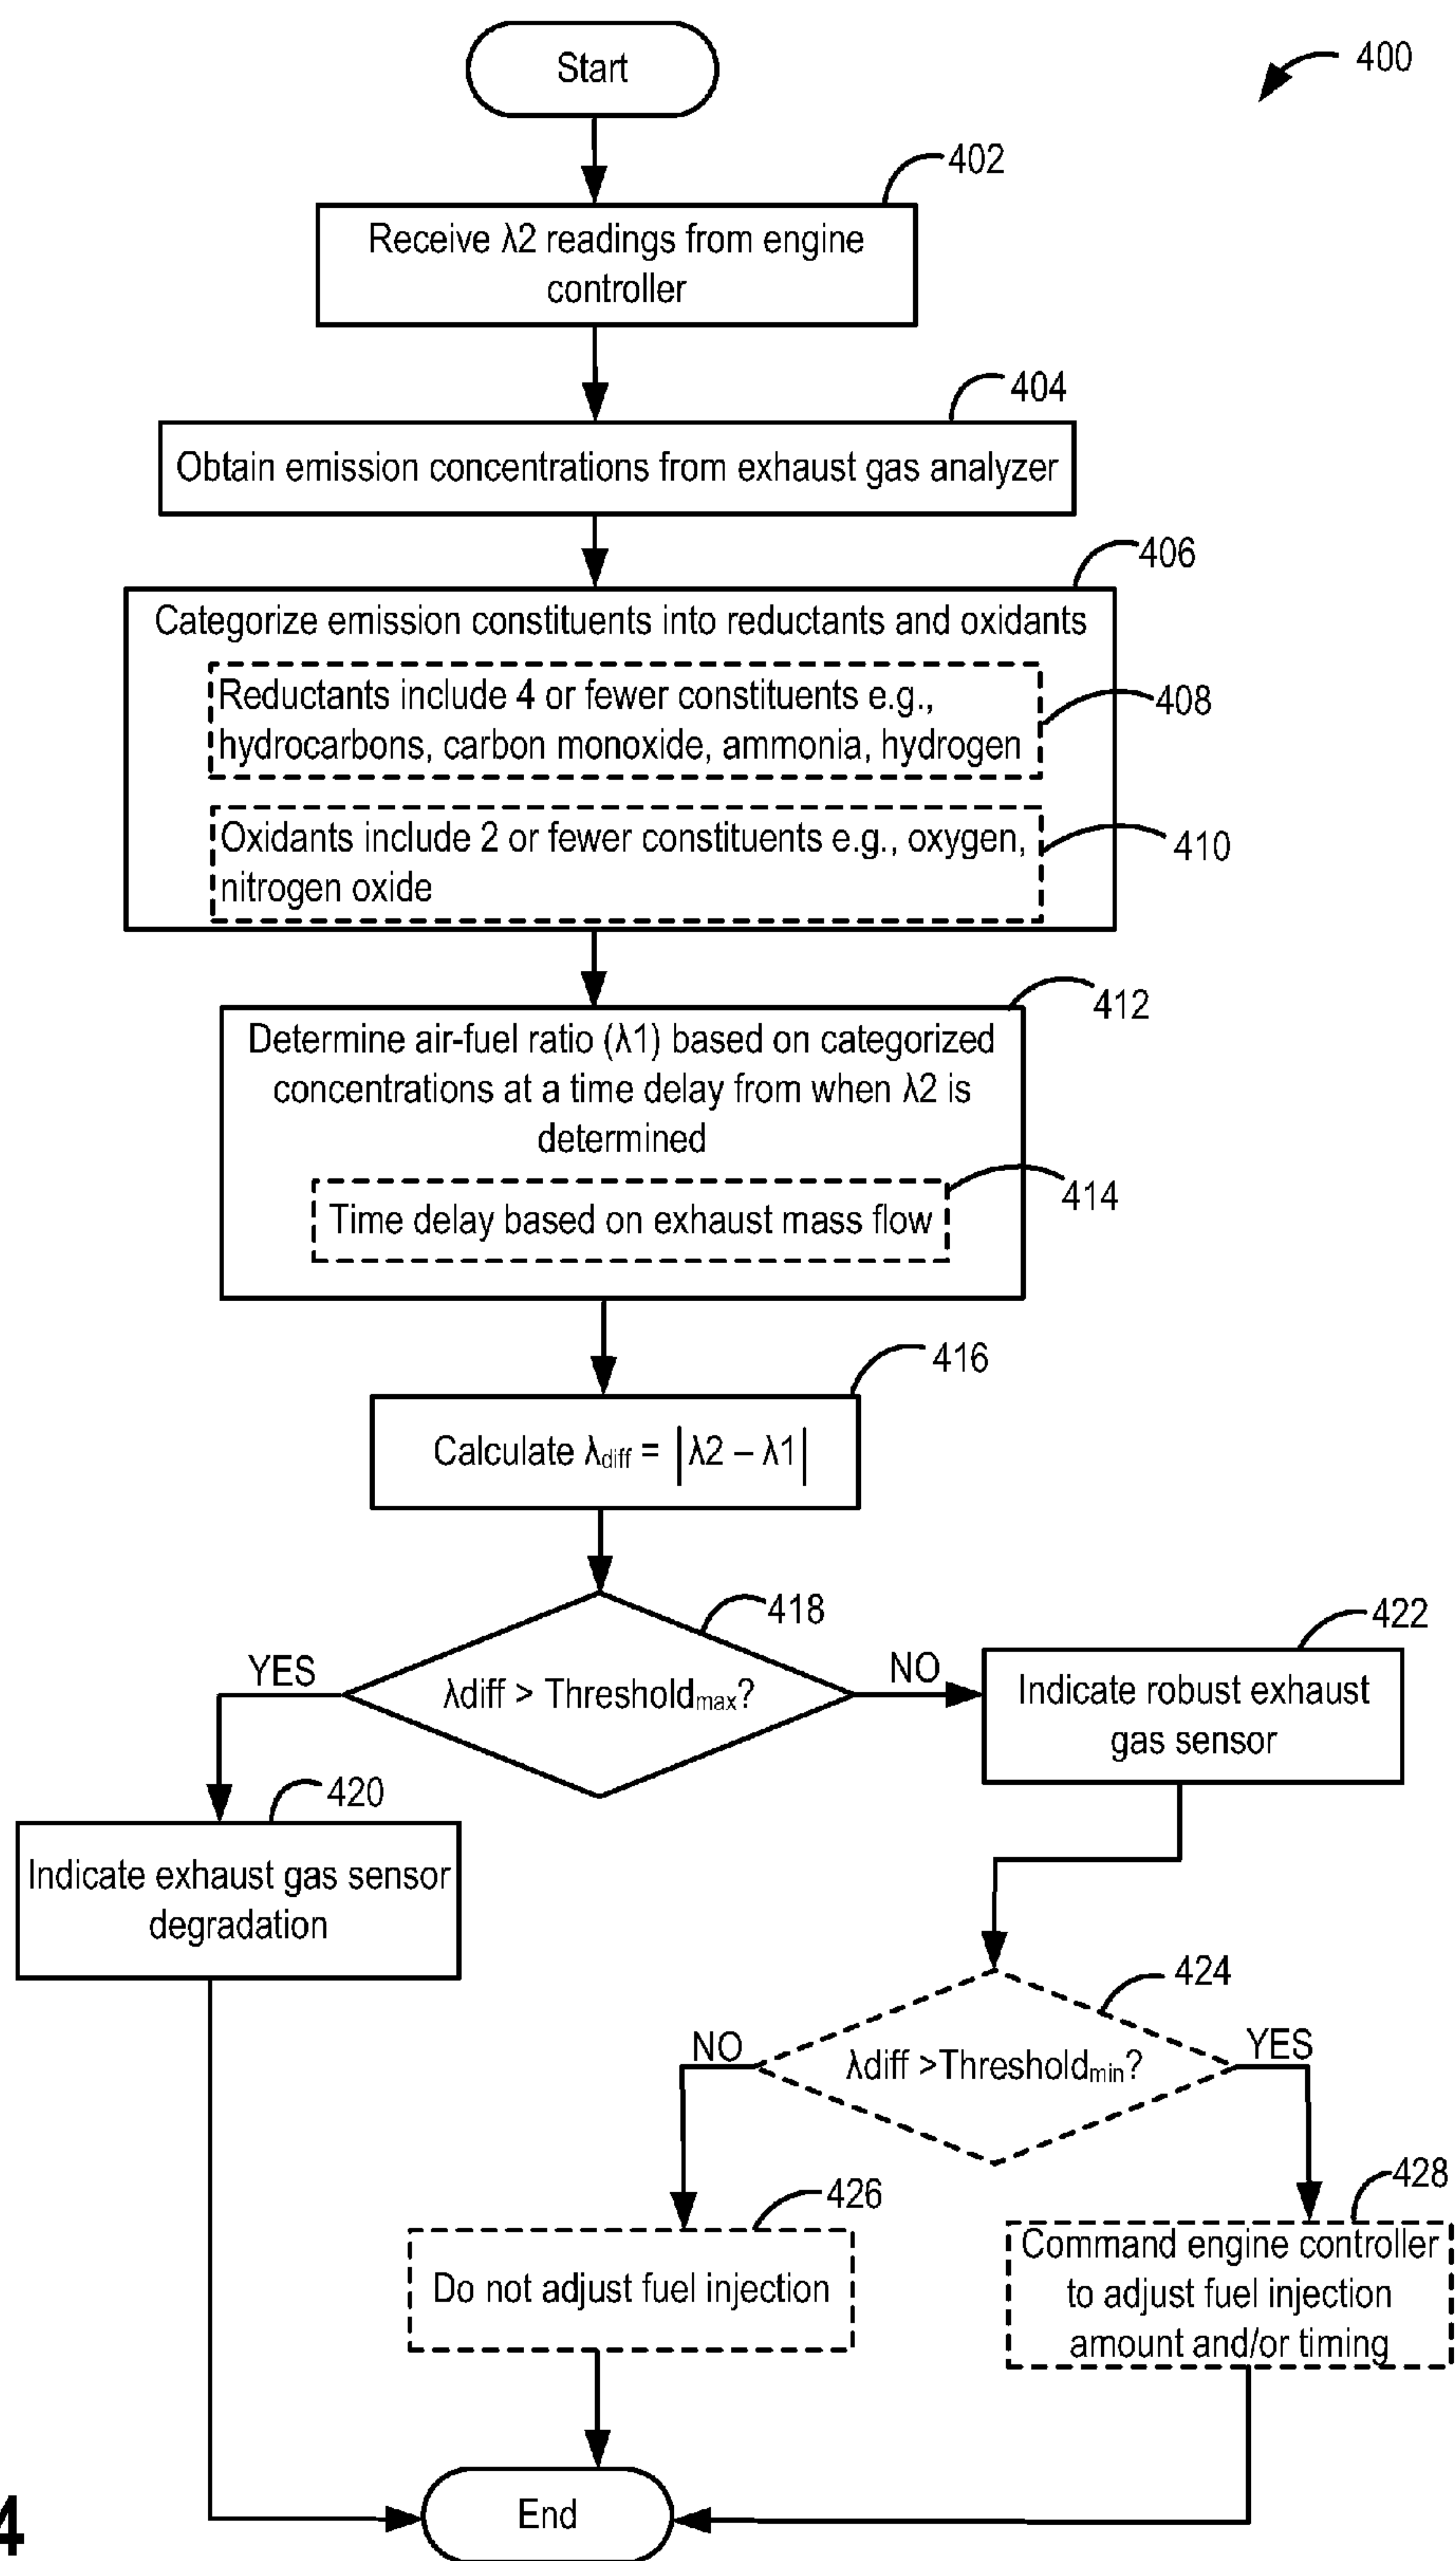 Start
400
402
Receive λ2 readings from engine
controller
404
Obtain emission concentrations from exhaust gas analyzer
406
Categorize emission constituents into reductants and oxidants
Reductants include 4 or fewer constituents e.g.,
hydrocarbons, carbon monoxide, ammonia, hydrogen
408
Oxidants include 2 or fewer constituents e.g., oxygen,
nitrogen oxide
410
412
Determine air-fuel ratio (λ1) based on categorized
concentrations at a time delay from when λ2 is
determined
414
Time delay based on exhaust mass flow
416
Calculate λdiff = |λ2 – λ1|
418
YES
λdiff > Thresholdmax?
NO
422
Indicate robust exhaust
gas sensor
420
Indicate exhaust gas sensor
degradation
424
NO
λdiff >Thresholdmin?
YES
426
Do not adjust fuel injection
428
Command engine controller
to adjust fuel injection
amount and/or timing
End
4